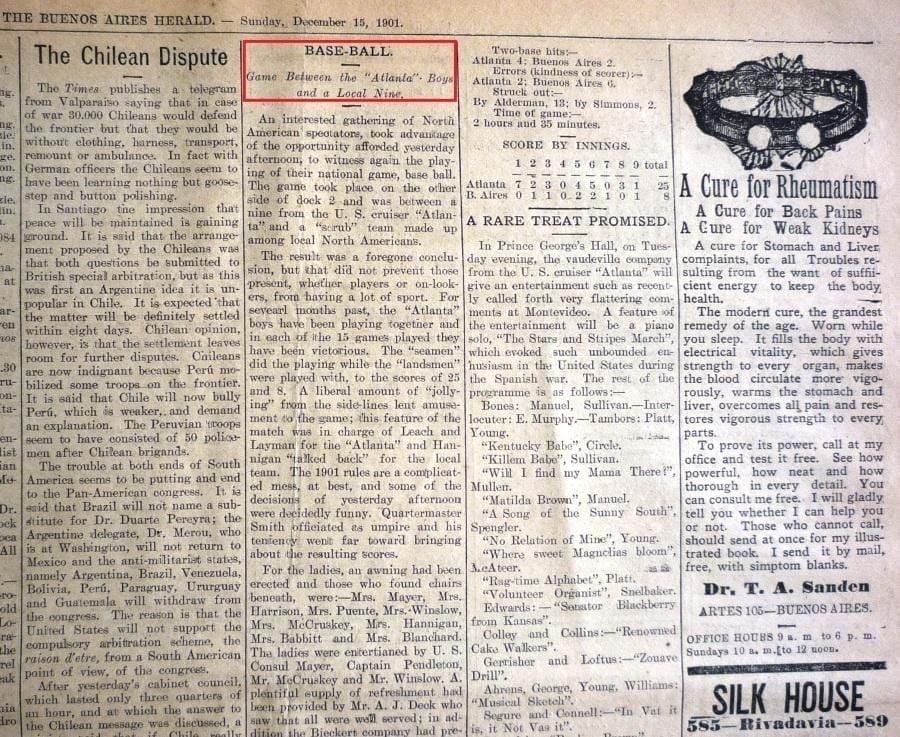 THE BUENOS AIRES HERALD. — Sunday, December 15, 1901.
The Chilean Dispute
The Times publishes a telegram
from Valparaiso saying that in case
of war 30.000 Chileans would defend
the frontier but that they would be
without clothing, harness, transport,
remount or ambulance. In fact with
German officers the Chileans seem to
have been learning nothing but goose-
step and button polishing.
In Santiago the impression that
peace will be maintained is gaining
ground. It is said that the arrange-
ment proposed by the Chileans was
that both questions be submitted to
British special arbitration, but as this
was first an Argentine idea it is un-
popular in Chile. It is expected that
the matter will be definitely settled
within eight days. Chilean opinion,
however, is that the settlement leaves
room for further disputes. Chileans
are now indignant because Perú mo-
bilized some troops on the frontier.
It is said that Chile will now bully
Perú, which is weaker, and demand
an explanation. The Peruvian troops
seem to have consisted of 50 police-
men after Chilean brigands.
The trouble at both ends of South
America seems to be putting and end
to the Pan-American congress. It is
said that Brazil will not name a sub-
stitute for Dr. Duarte Pereyra; the
Argentine delegate, Dr. Merou, who
is at Washington, will not return to
Mexico and the anti-militarist states,
namely Argentina, Brazil, Venezuela,
Bolivia, Perú, Paraguay, Ururguay
and Guatemala will withdraw from
the congress. The reason is that the
United States will not support the
compulsory arbitration scheme, the
raison d'etre, from a South American
point of view, of the congress.
After yesterday's cabinet council,
which lasted only three quarters of
an hour, and at which the answer to
the Chilean message was discussed, a
BASE-BALL.
Game Between the "Atlanta" Boys
and a Local Nine.
An interested gathering of North
American spectators, took advantage
of the opportunity afforded yesterday
afternoon, to witness again the play-
ing of their national game, base ball.
The game took place on the other
side of dock 2 and was between a
nine from the U. S. cruiser "Atlan-
ta" and a "scrub" team made up
among local North Americans.
The result was a foregone conclu-
sion, but that did not prevent those
present, whether players or on-look-
ers, from having a lot of sport. For
sevearl months past, the "Atlanta"
boys have been playing together and
in each of the 15 games played they
have been victorious. The "seamen"
did the playing while the "landsmen"
were played with, to the scores of 25
and 8. A liberal amount of "jolly-
ing" from the side-lines lent amuse-
ment to the game; this feature of the
match was in charge of Leach and
Layman for the "Atlanta" and Han-
nigan "talked back" for the local
team. The 1901 rules are a complicat-
ed mess, at best, and some of the
decisions of yesterday afternoon
were decidedly funny. Quartermaster
Smith officiated as umpire and his
tenlency went far toward bringing
about the resulting scores.
For the ladies, an awning had been
erected and those who found chairs
beneath, were:—Mrs. Mayer, Mrs.
Harrison, Mrs. Puente, Mrs. Winslow,
Mrs. McCruskey, Mrs. Hannigan,
Mrs. Babbitt and Mrs. Blanchard.
The ladies were entertianed by U. S.
Consul Mayer, Captain Pendleton,
Mr. McCruskey and Mr. Winslow. A
plentiful supply of refreshment had
been provided by Mr. A. J. Deck who
saw that all were well served; in ad-
dition the Bieckert company had pre-
Two-base hits:—
Atlanta 4; Buenos Aires 2.
Errors (kindness of scorer):—
Atlanta 2; Buenos Aires 6.
Struck out:—
By Alderman, 13; by Simmons, 2.
Time of game:—
2 hours and 35 minutes.
SCORE BY INNINGS.
1 2 3 4 5 6 7 8 9 total
Atlanta 7 2 3 0 4 5 0 3 1 25
B. Aires 0 1 1 0 2 2 1 0 1 8
A RARE TREAT PROMISED.
In Prince George's Hall, on Tues-
day evening, the vaudeville company
from the U. S. cruiser "Atlanta" will
give an entertainment such as recent-
ly called forth very flattering com-
ments at Montevideo. A feature of
the entertainment will be a piano
solo, "The Stars and Stripes March",
which evoked such unbounded en-
husiasm in the United States during
the Spanish war. The rest of the
programme is as follows:—
Bones: Manuel, Sullivan.—Inter-
locuter: E. Murphy.—Tambors: Platt,
Young.
"Kentucky Babe", Circle.
"Killem Babe", Sullivan.
"Will I find my Mama There?",
Mullen.
"Matilda Brown", Manuel.
"A Song of the Sunny South",
Spengler.
"No Relation of Mine", Young.
"Where sweet Magnolias bloom",
McAteer.
"Rag-time Alphabet", Platt.
"Volunteer Organist", Snelbaker.
Edwards:—"Senator Blackberry
from Kansas".
Colley and Collins:—"Renowned
Cake Walkers".
Gertisher and Loftus:—"Zouave
Drill".
Ahrens, George, Young, Williams:
"Musical Sketch".
Segure and Connell:—"In Vat it
is, it Not Vas it".
A Cure for Rheumatism
A Cure for Back Pains
A Cure for Weak Kidneys
A cure for Stomach and Liver
complaints, for all Troubles re-
sulting from the want of suffii-
cient energy to keep the body
health.
The modern cure, the grandest
remedy of the age. Worn while
you sleep. It fills the body with
electrical vitality, which gives
strength to every organ, makes
the blood circulate more vigo-
rously, warms the stomach and
liver, overcomes all pain and res-
tores vigorous strength to every
parts.
To prove its power, call at my
office and test it free. See how
powerful, how neat and how
thorough in every detail. You
can consult me free. I will gladly
tell you whether I can help you
or not. Those who cannot call,
should send at once for my illus-
trated book. I send it by mail,
free, with simptom blanks.
Dr. T. A. Sanden
ARTES 105—BUENOS AIRES.
OFFICE HOURS 9 a. m to 6 p. m.
Sundays 10 a. m. to 12 noon.
SILK HOUSE
585—Rivadavia—589